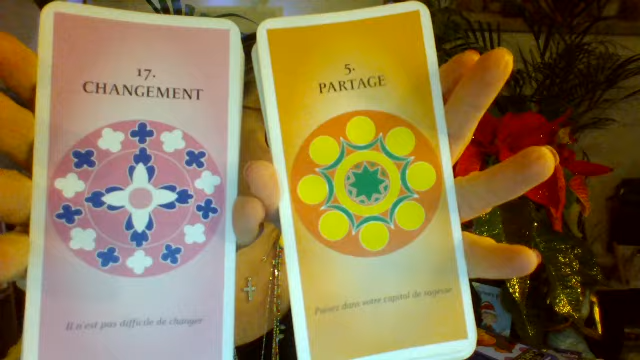 17.
CHANGEMENT
Il n'est pas difficile de changer
5.
PARTAGE
Puisez dans votre capital de sagesse